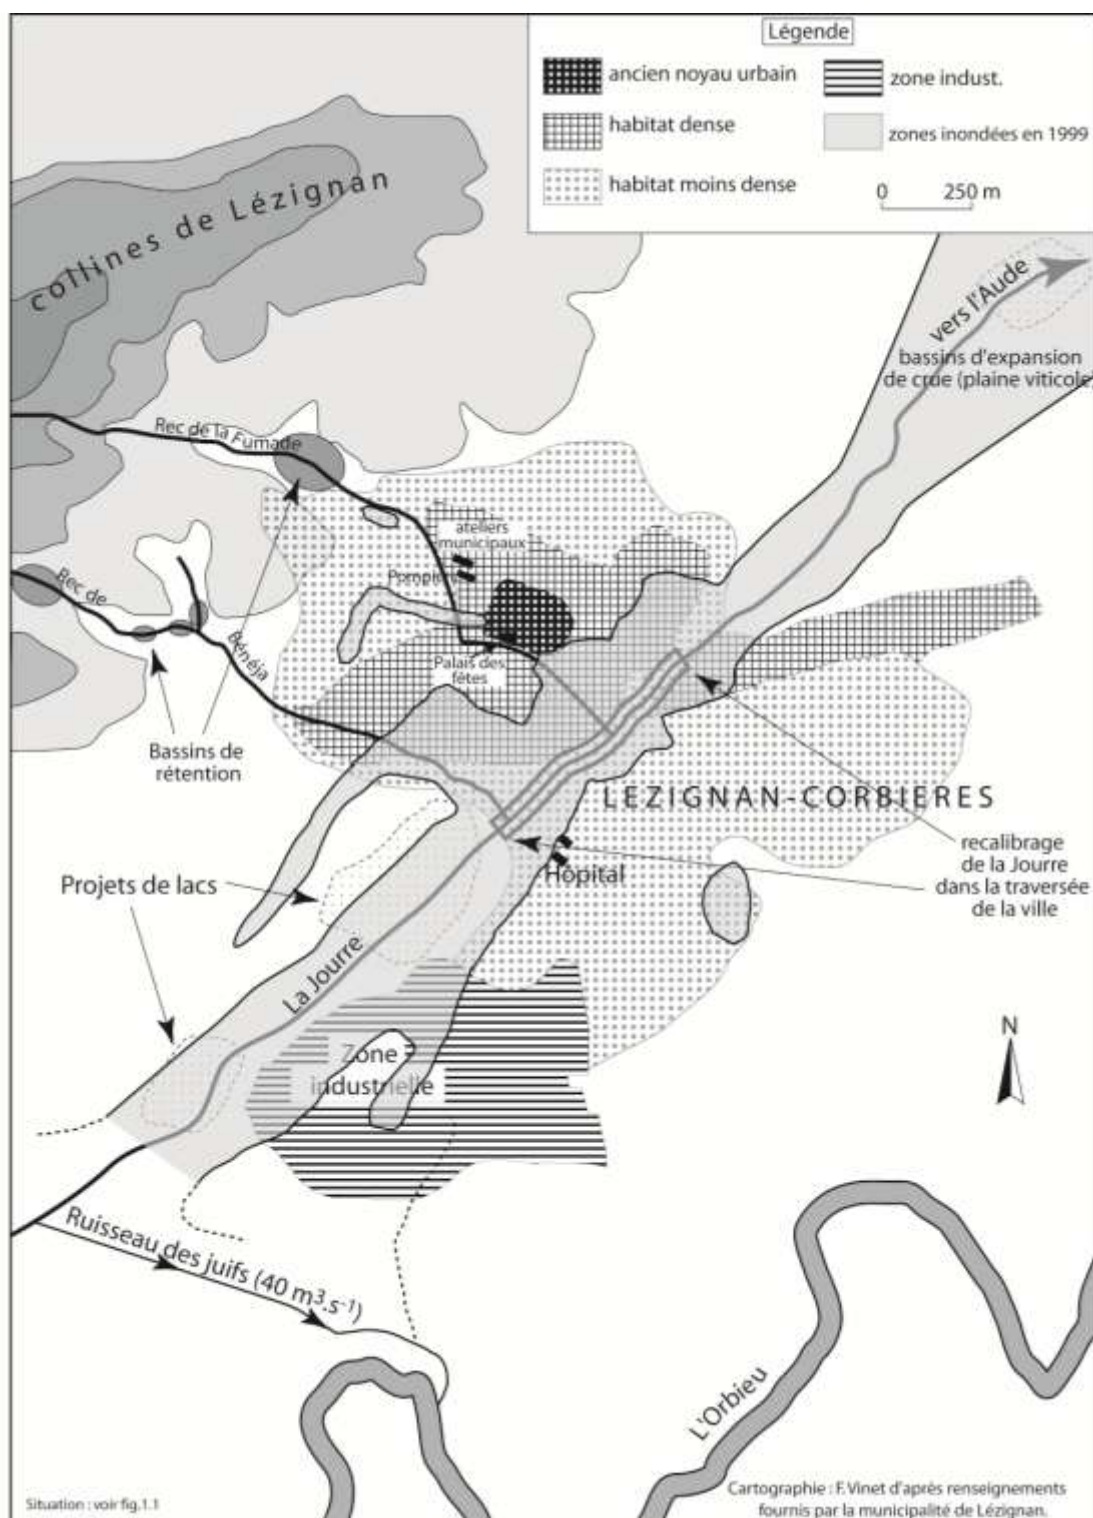 Légende
ancien noyau urbain
zone indust.
habitat dense
zones inondées en 1999
habitat moins dense
0 250 m
collines de Lézignan
vers l'Aude
bassins d'expansion
de crue (plaine viticole)
Rec de la Fumade
ateliers
municipaux
Pompiers
Rec de
Bénéja
Palais des
fêtes
Bassins de
rétention
LEZIGNAN-CORBIERES
recalibrage
de la Jourre
dans la traversée
de la ville
Hôpital
Projets de lacs
La Jourre
Zone
industrielle
N
Ruisseau des juifs (40 m³.s⁻¹)
L'Orbieu
Situation : voir fig.1.1
Cartographie : F. Vinet d'après renseignements
fournis par la municipalité de Lézignan.